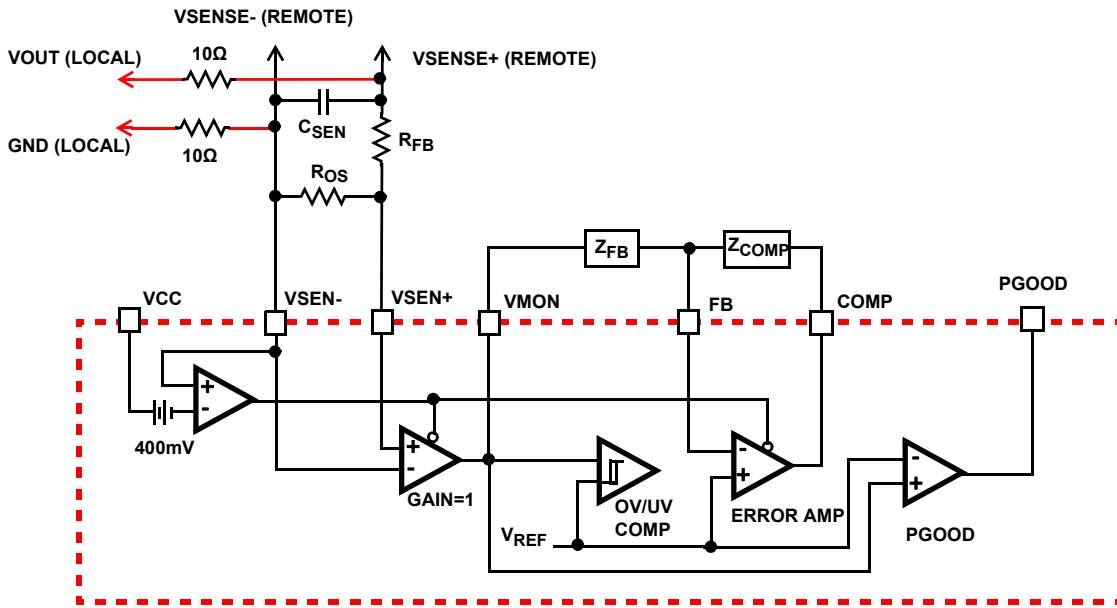 VSENSE- (REMOTE)
10Ω
VOUT (LOCAL)
VSENSE+ (REMOTE)
CSEN
RFB
GND (LOCAL)
10Ω
ROS
ZFB
ZCOMP
VCC
VSEN-
VSEN+
VMON
FB
COMP
PGOOD
+
-
400mV
+
-
GAIN=1
OV/UV
COMP
-
+
ERROR AMP
-
+
PGOOD
VREF